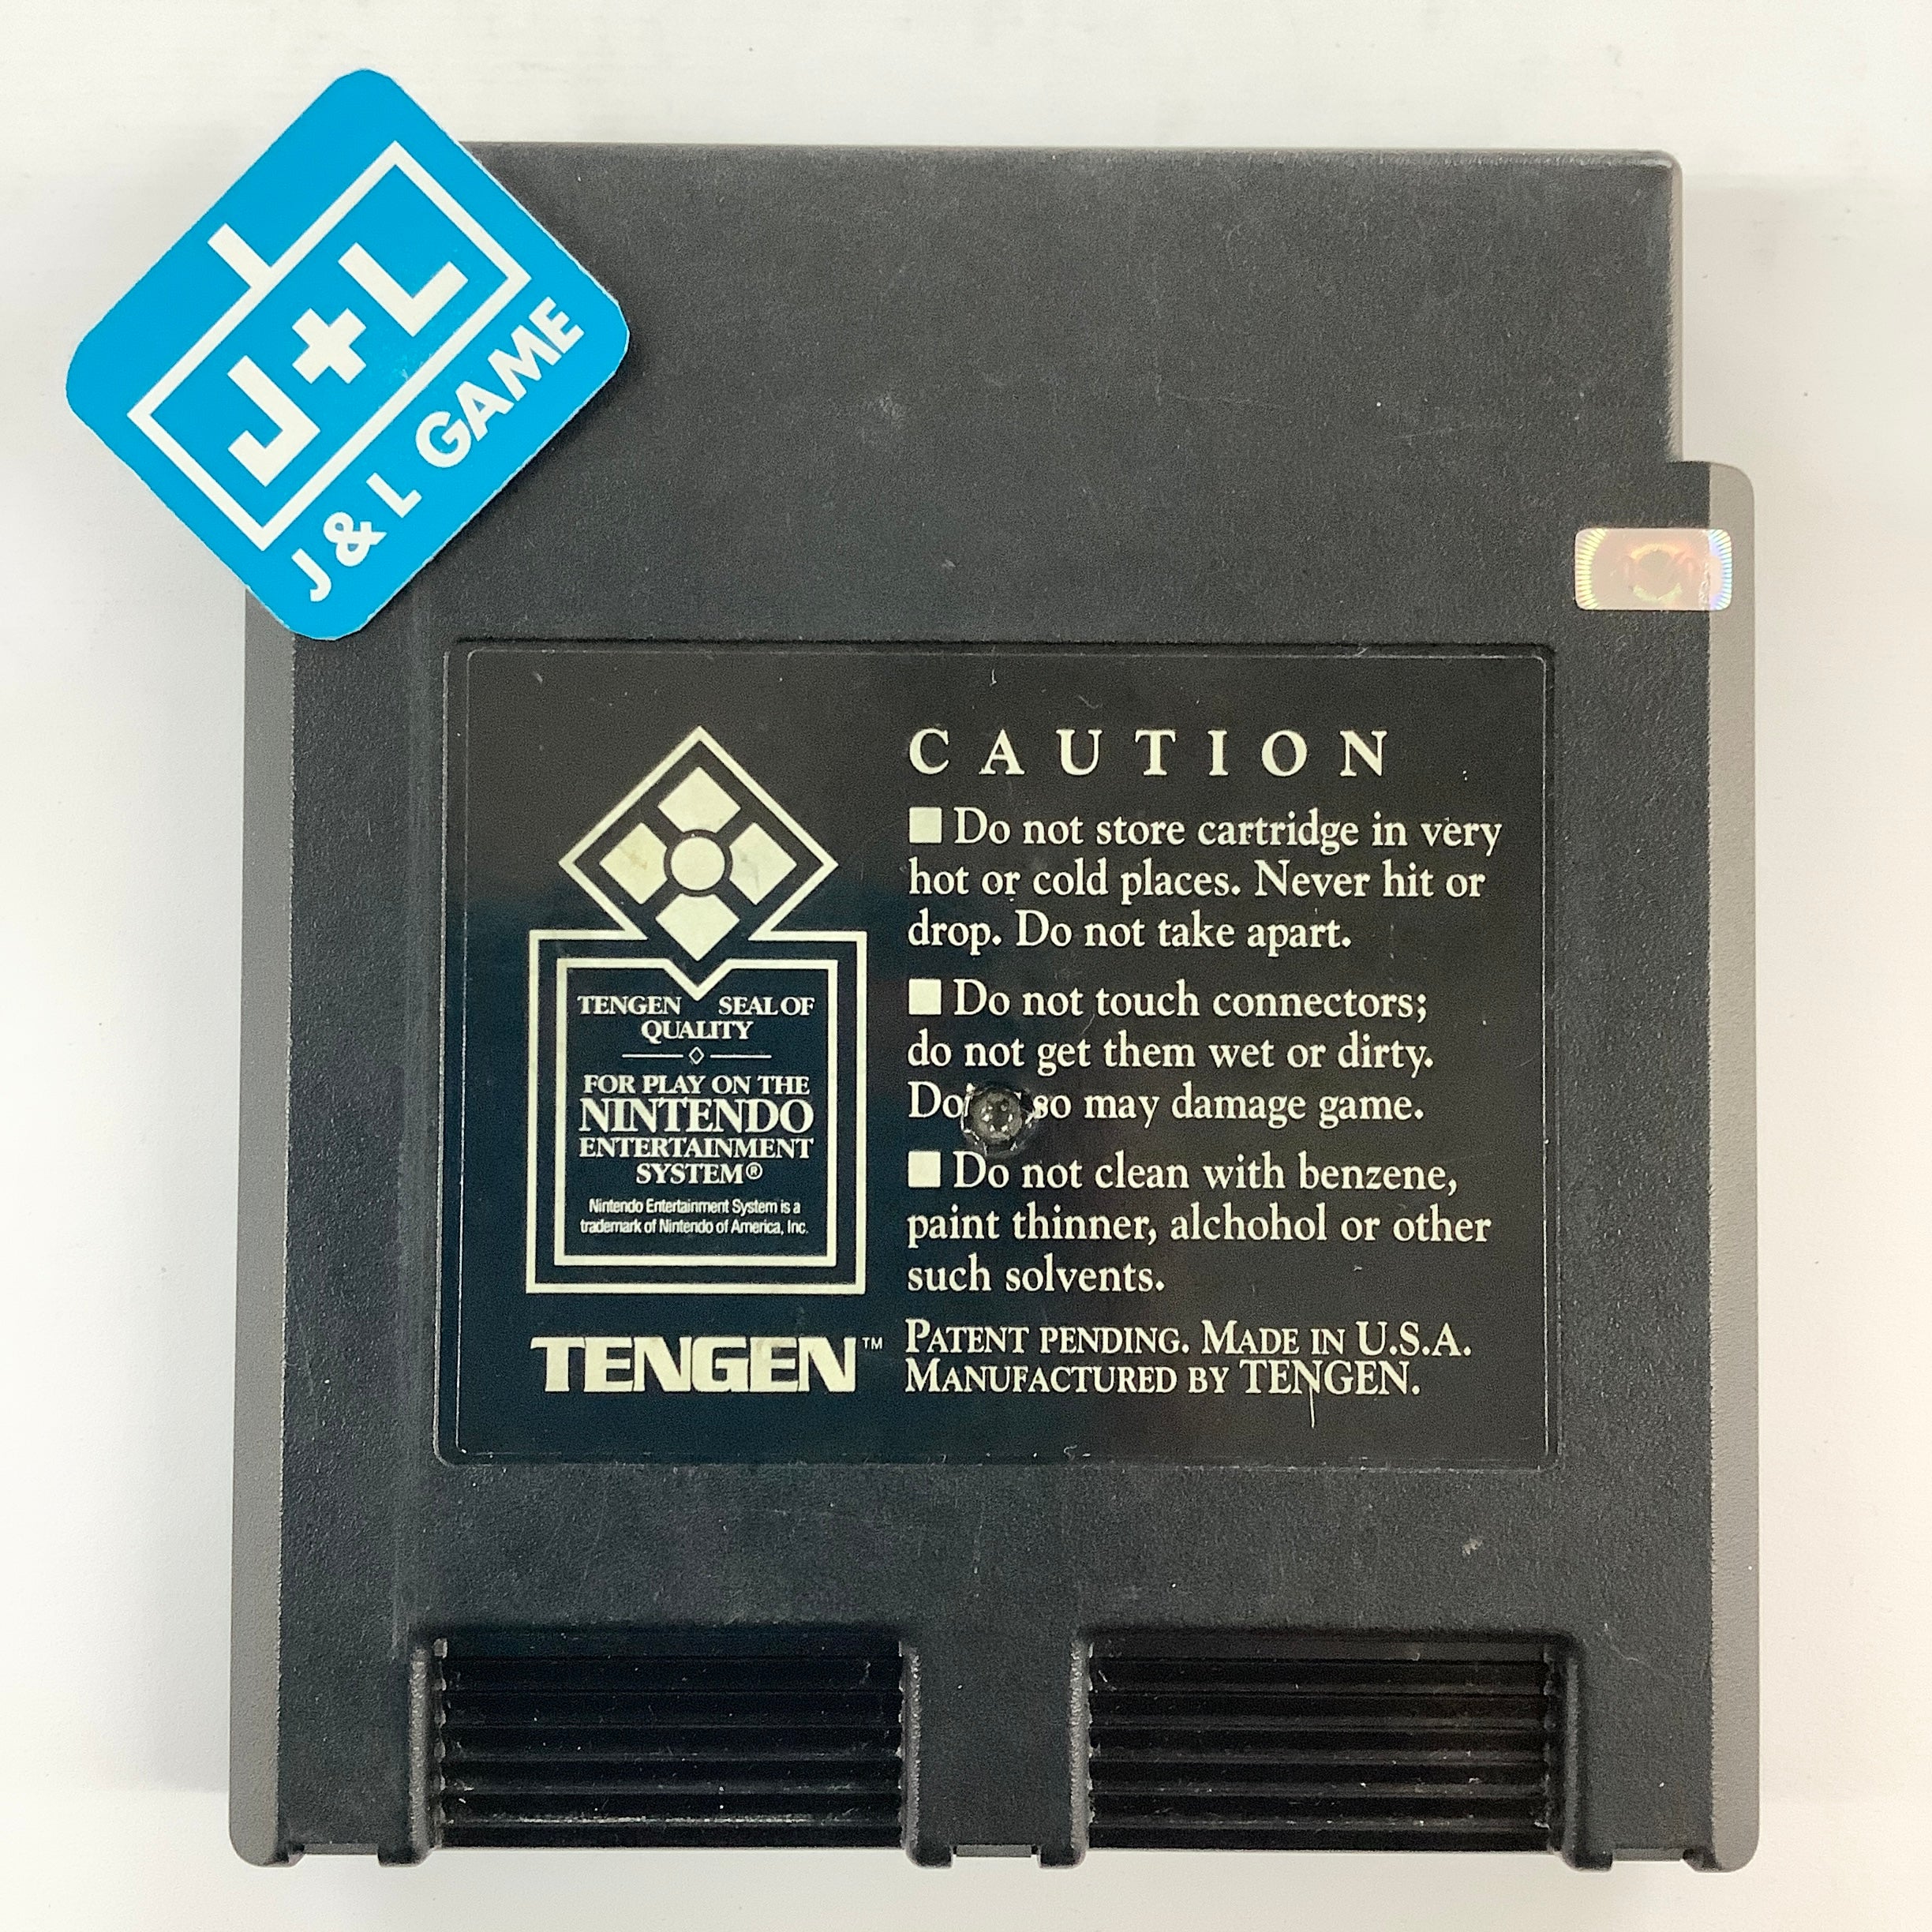 J+L
J & L GAME
CAUTION
■ Do not store cartridge in very
hot or cold places. Never hit or
drop. Do not take apart.
■ Do not touch connectors;
do not get them wet or dirty.
Do so may damage game.
■ Do not clean with benzene,
paint thinner, alchohol or other
such solvents.
PATENT PENDING. MADE IN U.S.A.
MANUFACTURED BY TENGEN.
TENGEN SEAL OF
QUALITY
FOR PLAY ON THE
NINTENDO
ENTERTAINMENT
SYSTEM®
Nintendo Entertainment System is a
trademark of Nintendo of America, Inc.
TENGEN™